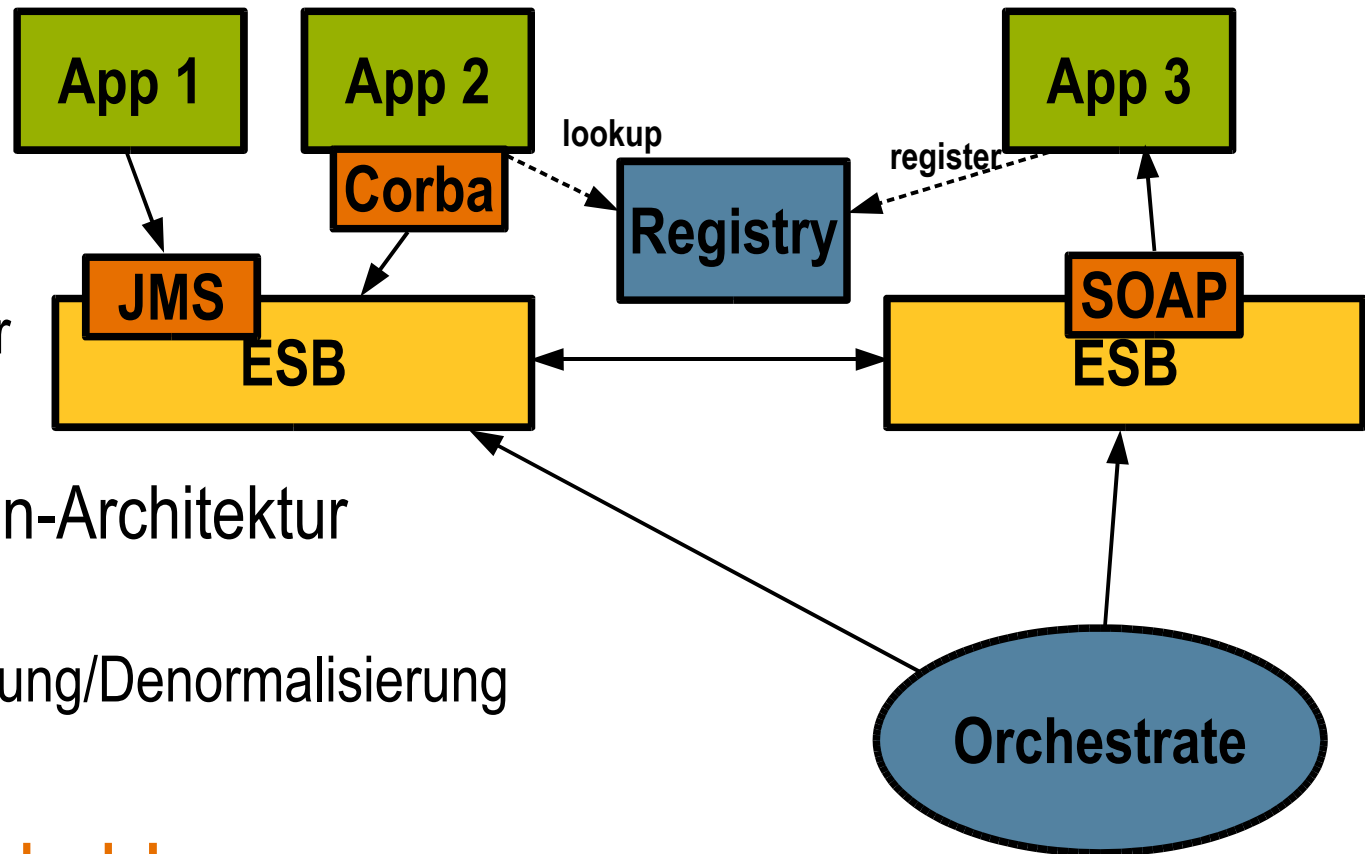 App 1
App 2
App 3
lookup
register
Corba
Registry
JMS
SOAP
r
ESB
ESB
n-Architektur
ung/Denormalisierung
Orchestrate